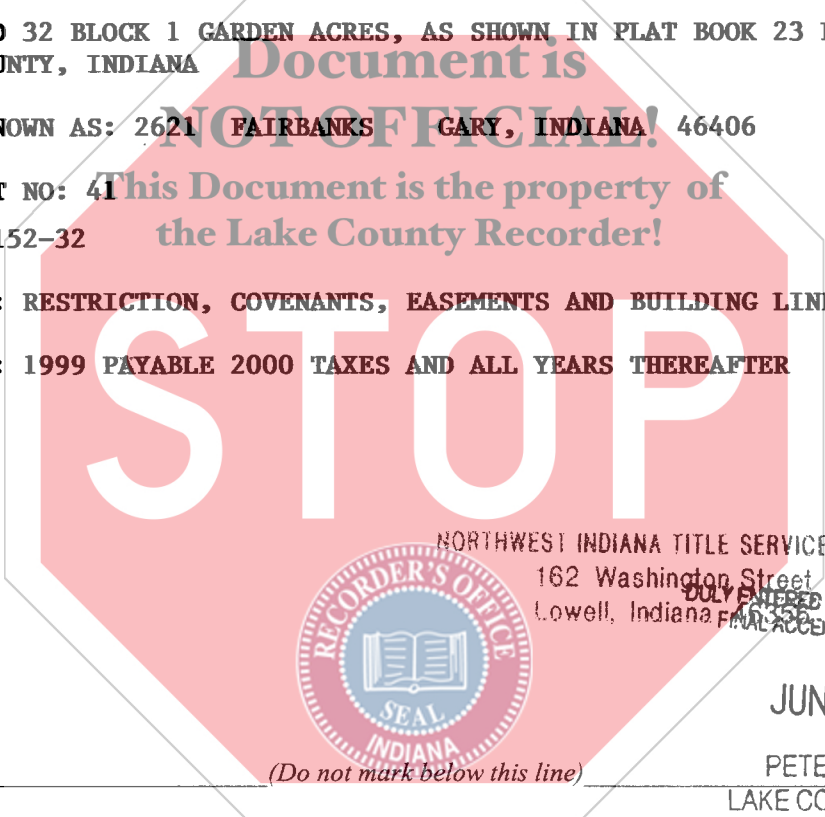 32 BLOCK 1 GARDEN ACRES, AS SHOWN IN PLAT BOOK 23
UNTY, INDIANA
Document is
NOWN AS: 2621 FAIRBANKS GARY, INDIANA 46406
NOT OFFICIAL!
T NO: 41
This Document is the property of
152-32
the Lake County Recorder!
: RESTRICTION, COVENANTS, EASEMENTS AND BUILDING LIN
: 1999 PAYABLE 2000 TAXES AND ALL YEARS THEREAFTER
STOP
NORTHWEST INDIANA TITLE SERVICE
162 Washington Street
DULY ENTERED
Lowell, Indiana 46356
FINAL ACCE
RECORDER'S OFFICE
SEAL
INDIANA
JUN
PETE
(Do not mark below this line)
LAKE CO